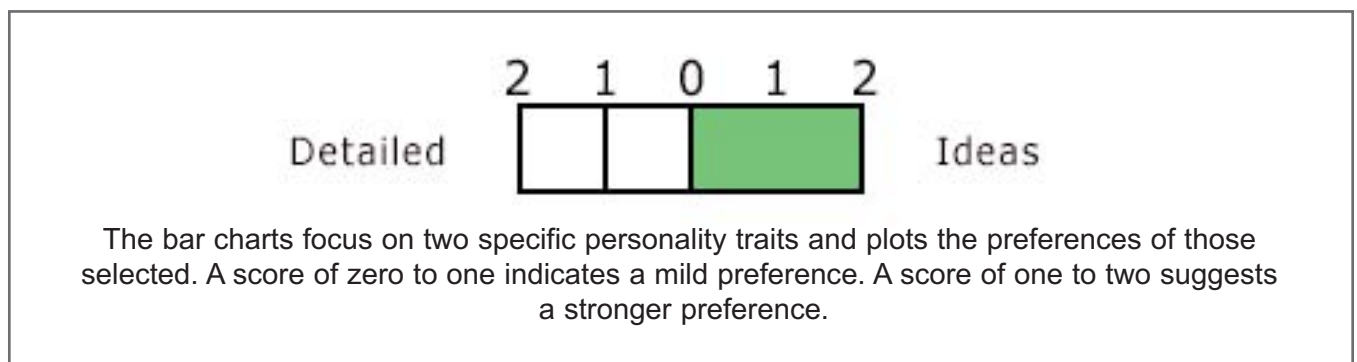 2 1 0 1 2
Detailed Ideas
The bar charts focus on two specific personality traits and plots the preferences of those
selected. A score of zero to one indicates a mild preference. A score of one to two suggests
a stronger preference.